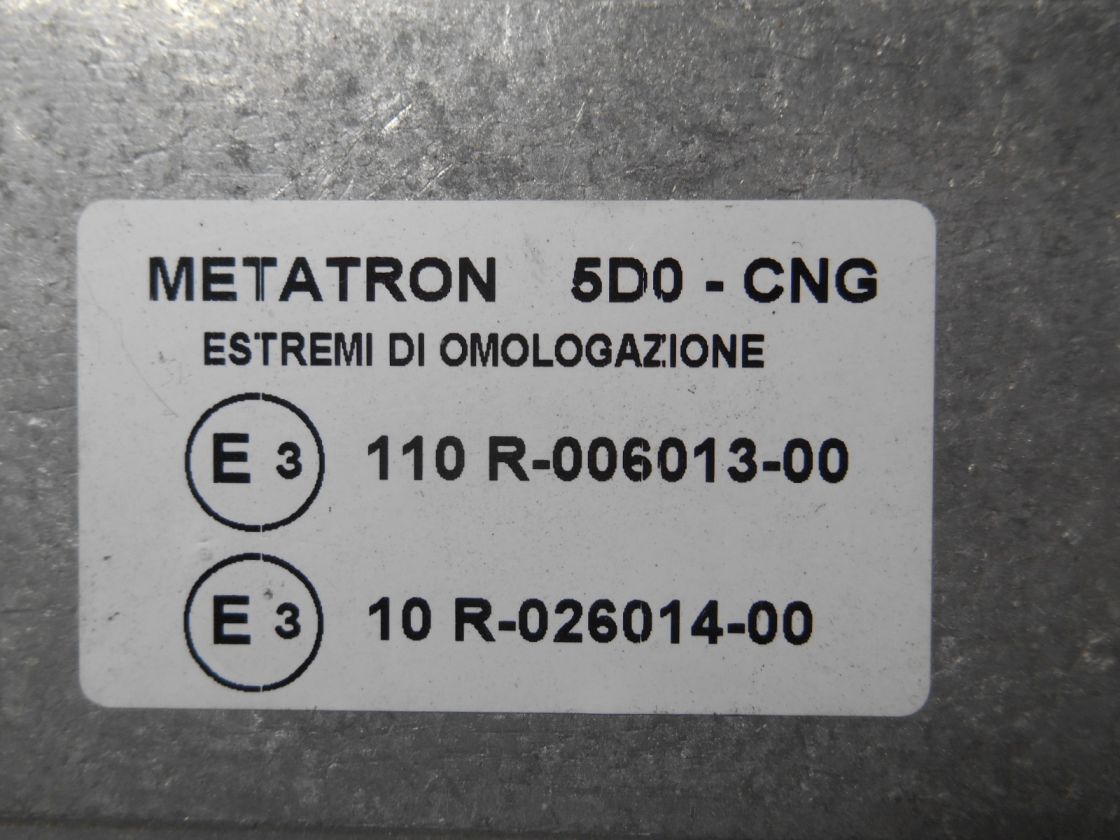 METATRON 5D0 - CNG
ESTREMI DI OMOLOGAZIONE
E 3 110 R-006013-00
E 3 10 R-026014-00